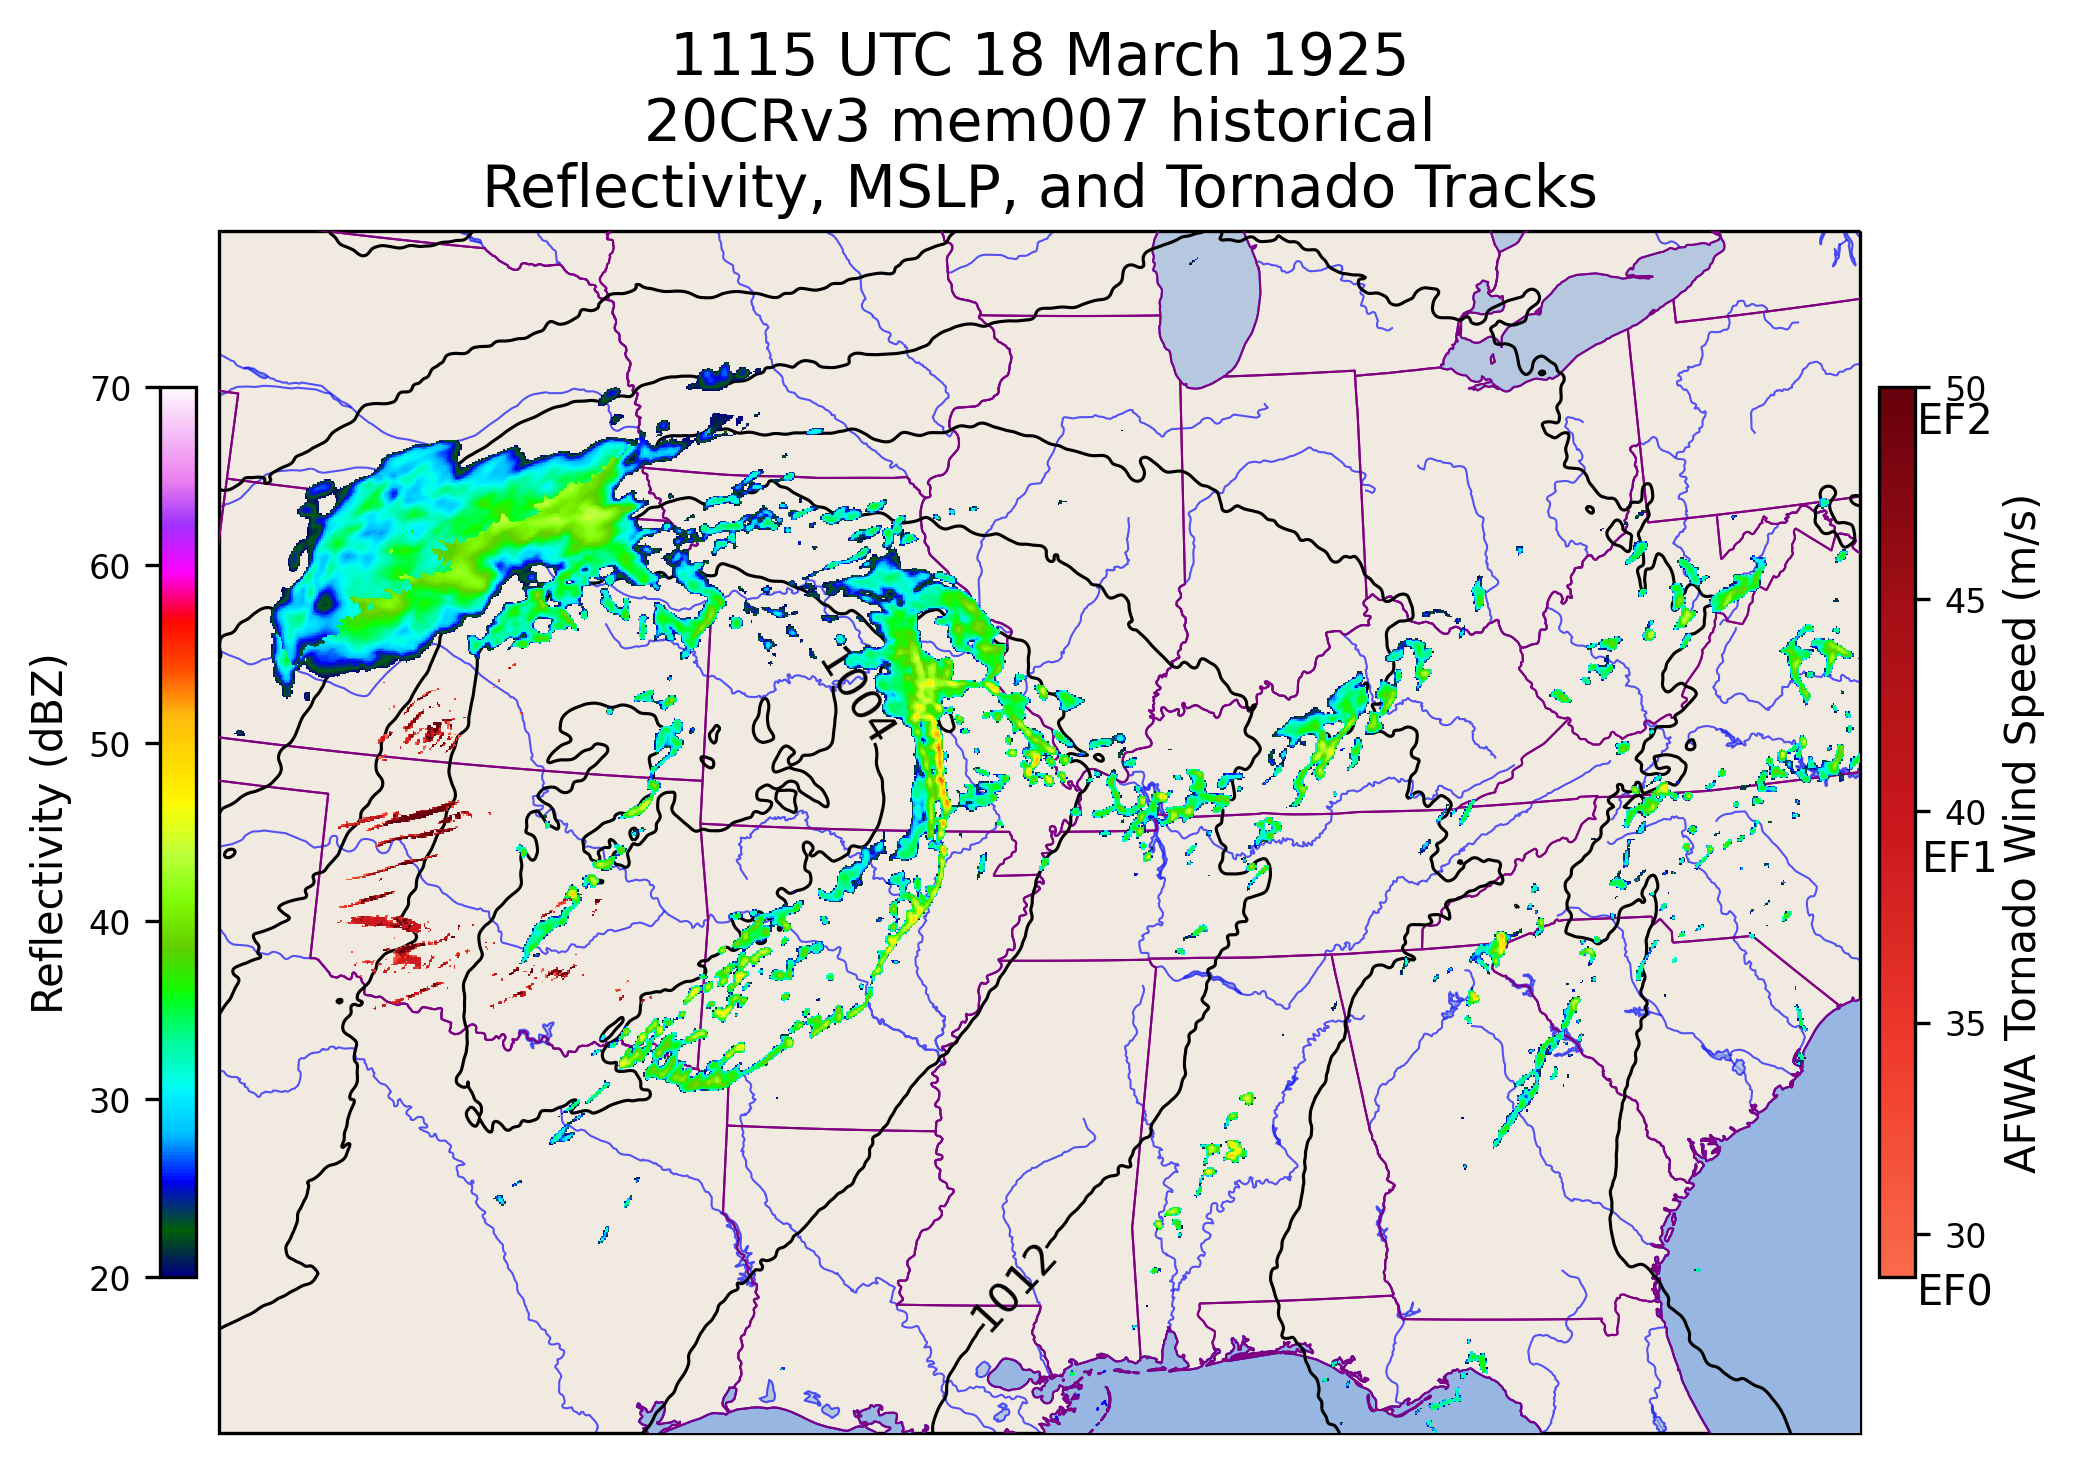 1115 UTC 18 March 1925
20CRv3 mem007 historical
Reflectivity, MSLP, and Tornado Tracks
Reflectivity (dBZ)
70
60
50
40
30
20
1004
1012
50
EF2
45
40
EF1
35
30
EF0
AFWA Tornado Wind Speed (m/s)